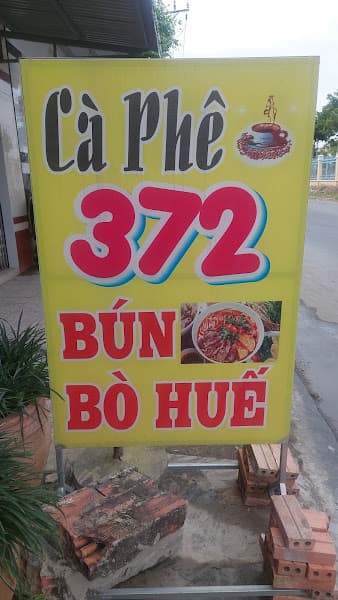 Cà Phê
372
BÚN
BÒ HUẾ